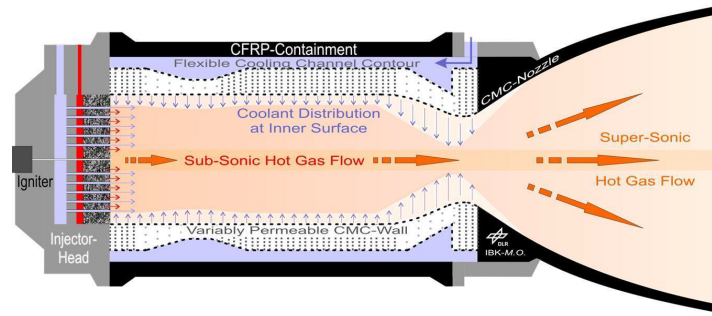 CFRP-Containment
Flexible Cooling Channel Contour
CMC-Nozzle
Coolant Distribution
at Inner Surface
Super-Sonic
Igniter
Sub-Sonic Hot Gas Flow
Hot Gas Flow
Injector-
Head
Variably Permeable CMC-Wall
DLR
IBK-M.O.